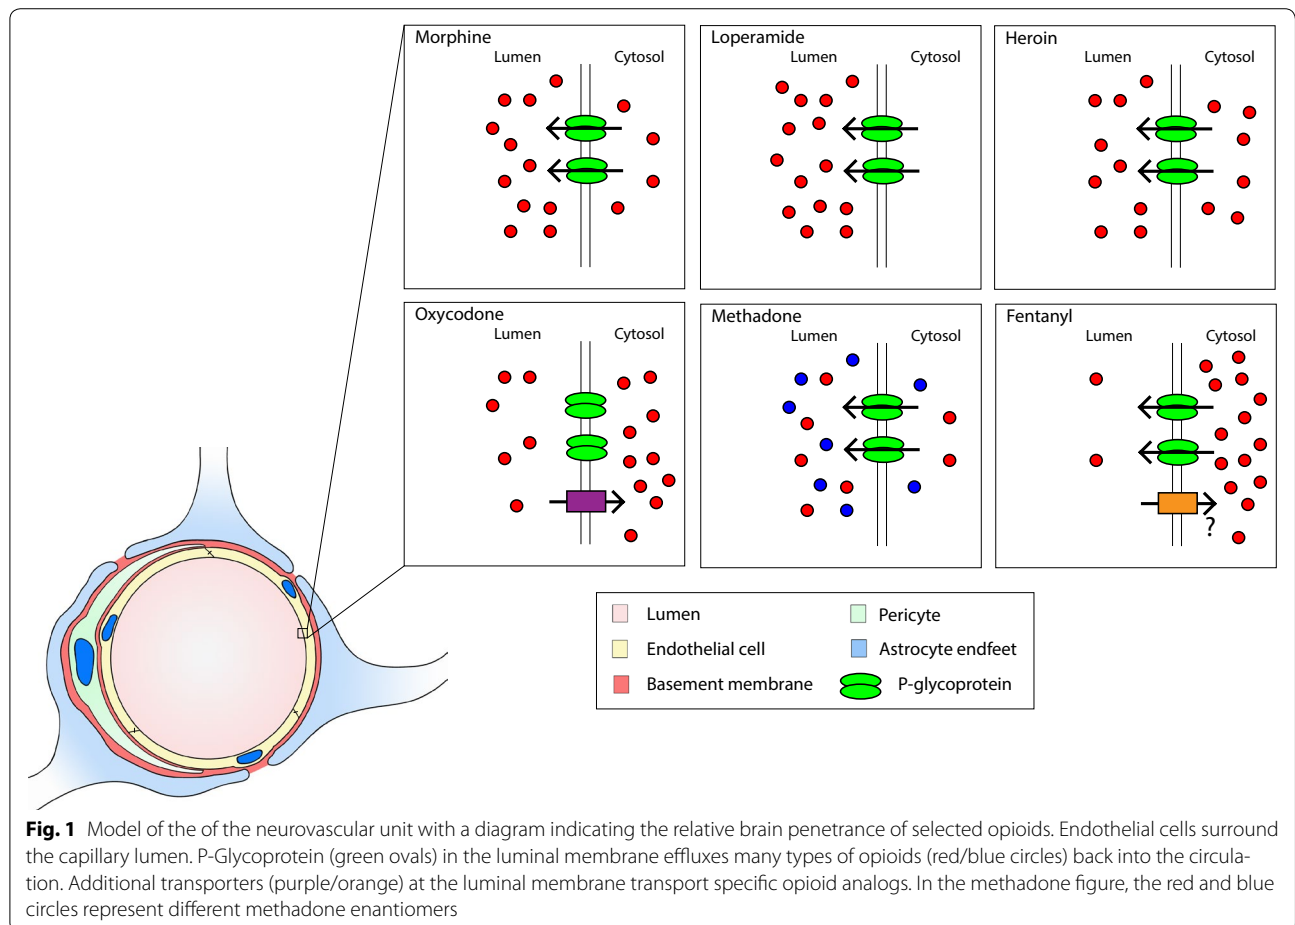 Morphine
Lumen
Cytosol
Loperamide
Lumen
Cytosol
Heroin
Lumen
Cytosol
Oxycodone
Lumen
Cytosol
Methadone
Lumen
Cytosol
Fentanyl
Lumen
Cytosol
?
Lumen
Endothelial cell
Basement membrane
Pericyte
Astrocyte endfeet
P-glycoprotein
Fig. 1 Model of the of the neurovascular unit with a diagram indicating the relative brain penetrance of selected opioids. Endothelial cells surround
the capillary lumen. P-Glycoprotein (green ovals) in the luminal membrane effluxes many types of opioids (red/blue circles) back into the circula-
tion. Additional transporters (purple/orange) at the luminal membrane transport specific opioid analogs. In the methadone figure, the red and blue
circles represent different methadone enantiomers